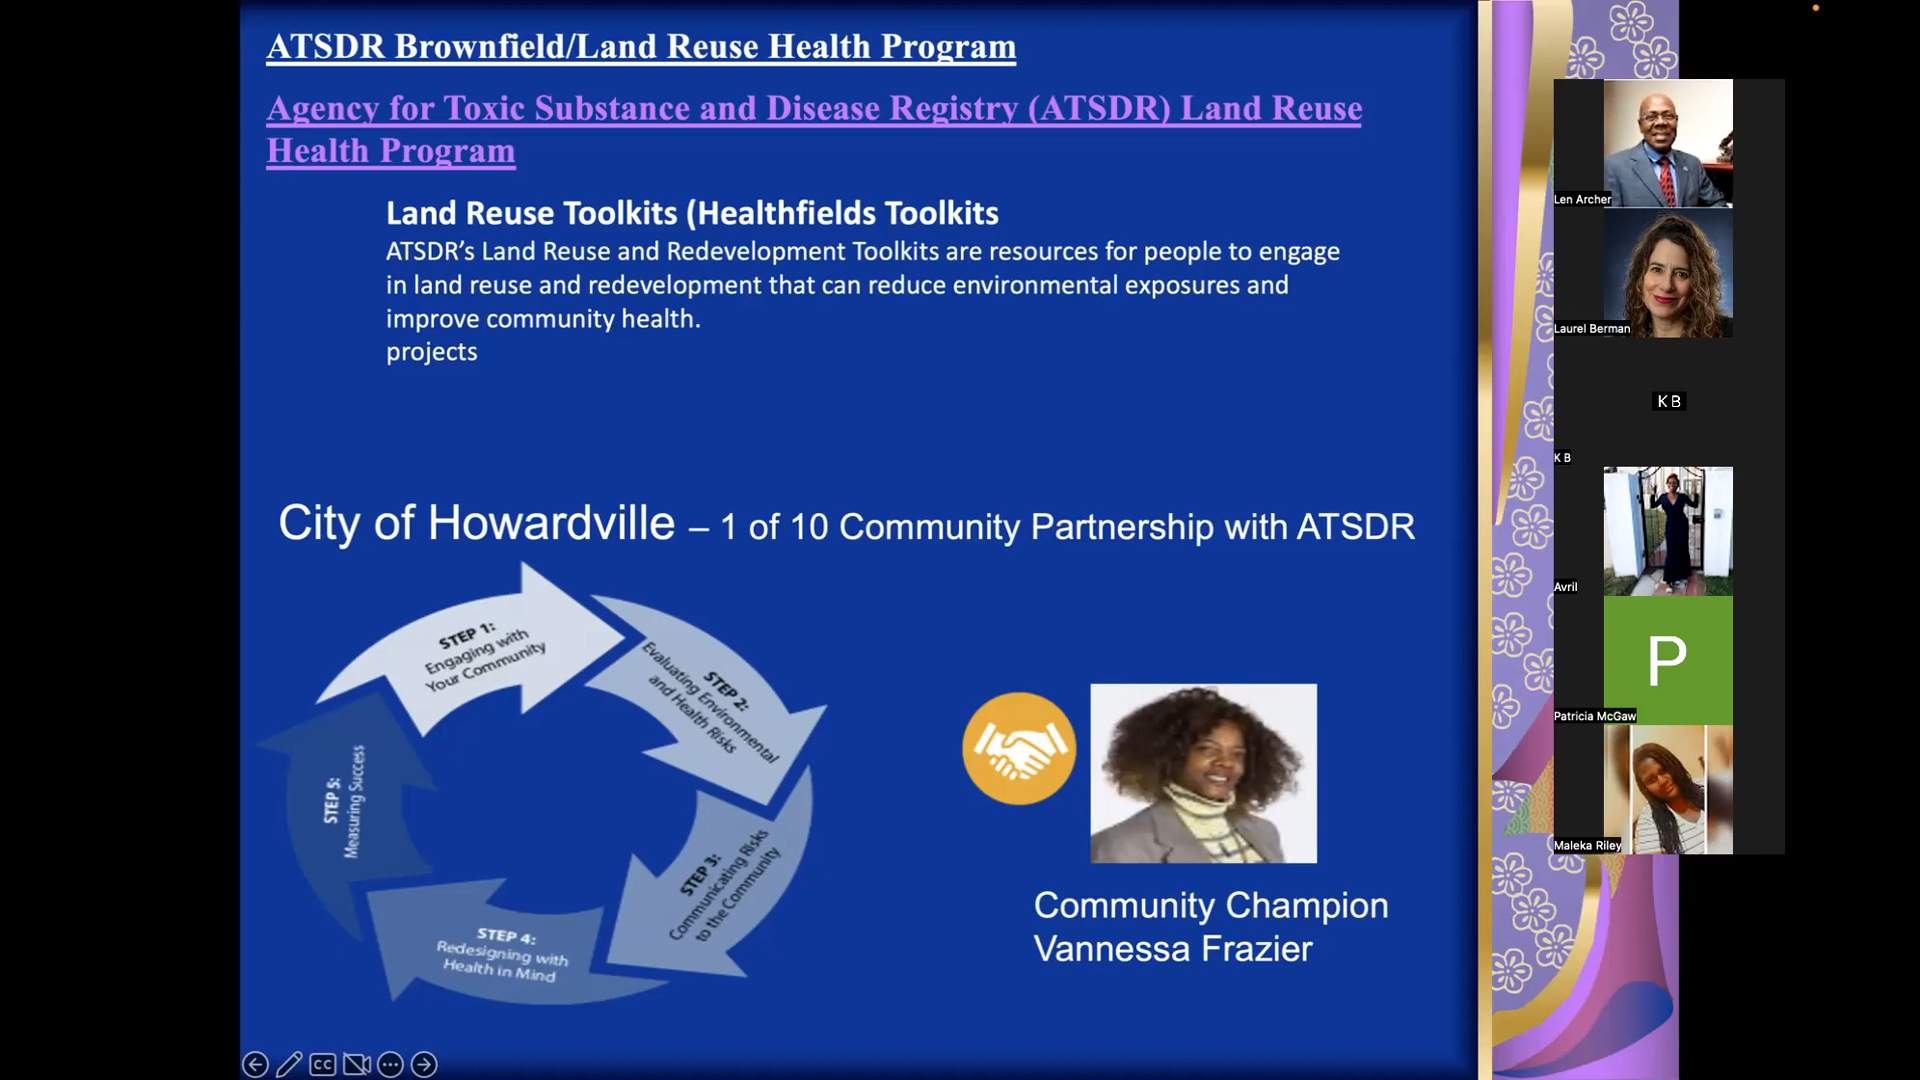 ATSDR Brownfield/Land Reuse Health Program
Agency for Toxic Substance and Disease Registry (ATSDR) Land Reuse
Health Program
Land Reuse Toolkits (Healthfields Toolkits
ATSDR’s Land Reuse and Redevelopment Toolkits are resources for people to engage
in land reuse and redevelopment that can reduce environmental exposures and
improve community health.
projects
City of Howardville – 1 of 10 Community Partnership with ATSDR
STEP 1:
Engaging with
Your Community
STEP 2:
Evaluating Environmental
and Health Risks
STEP 3:
Communicating Risks
to the Community
STEP 4:
Redesigning with
Health in Mind
STEP 5:
Measuring Success
Community Champion
Vannessa Frazier
CC
Len Archer
Laurel Berman
K B
K B
Avril
P
Patricia McGaw
Maleka Riley